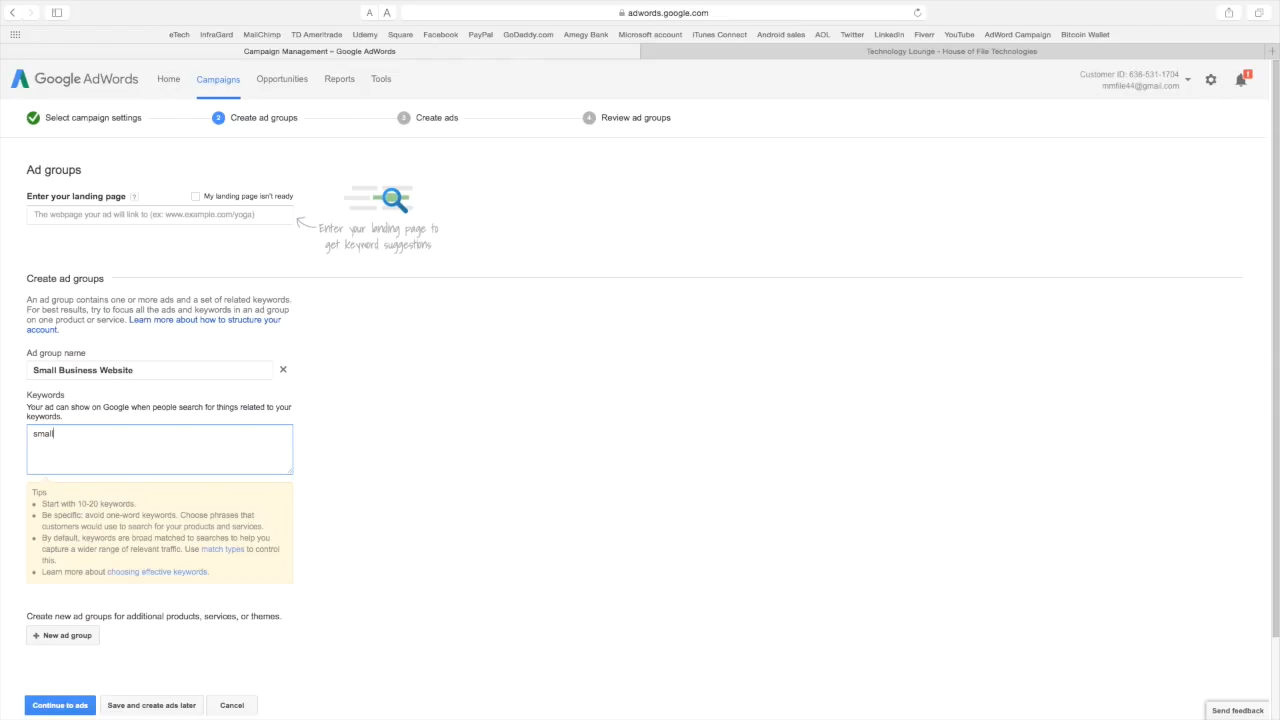 adwords.google.com
A A
eTech InfraGard MailChimp TD Ameritrade Udemy Square Facebook PayPal GoDaddy.com Amegy Bank Microsoft account iTunes Connect Android sales AOL Twitter LinkedIn Fiverr YouTube AdWord Campaign Bitcoin Wallet
Campaign Management – Google AdWords
Technology Lounge - House of File Technologies
Google AdWords Home Campaigns Opportunities Reports Tools
Customer ID: 636-531-1704
mmfile44@gmail.com
!
Select campaign settings 2 Create ad groups 3 Create ads 4 Review ad groups
Ad groups
Enter your landing page ? My landing page isn't ready
The webpage your ad will link to (ex: www.example.com/yoga)
Enter your landing page to
get keyword suggestions
Create ad groups
An ad group contains one or more ads and a set of related keywords.
For best results, try to focus all the ads and keywords in an ad group
on one product or service. Learn more about how to structure your
account.
Ad group name
Small Business Website
Keywords
Your ad can show on Google when people search for things related to your
keywords.
small
Tips
Start with 10-20 keywords.
Be specific: avoid one-word keywords. Choose phrases that
customers would use to search for your products and services.
By default, keywords are broad matched to searches to help you
capture a wider range of relevant traffic. Use match types to control
this.
Learn more about choosing effective keywords.
Create new ad groups for additional products, services, or themes.
+ New ad group
Continue to ads Save and create ads later Cancel
Send feedback